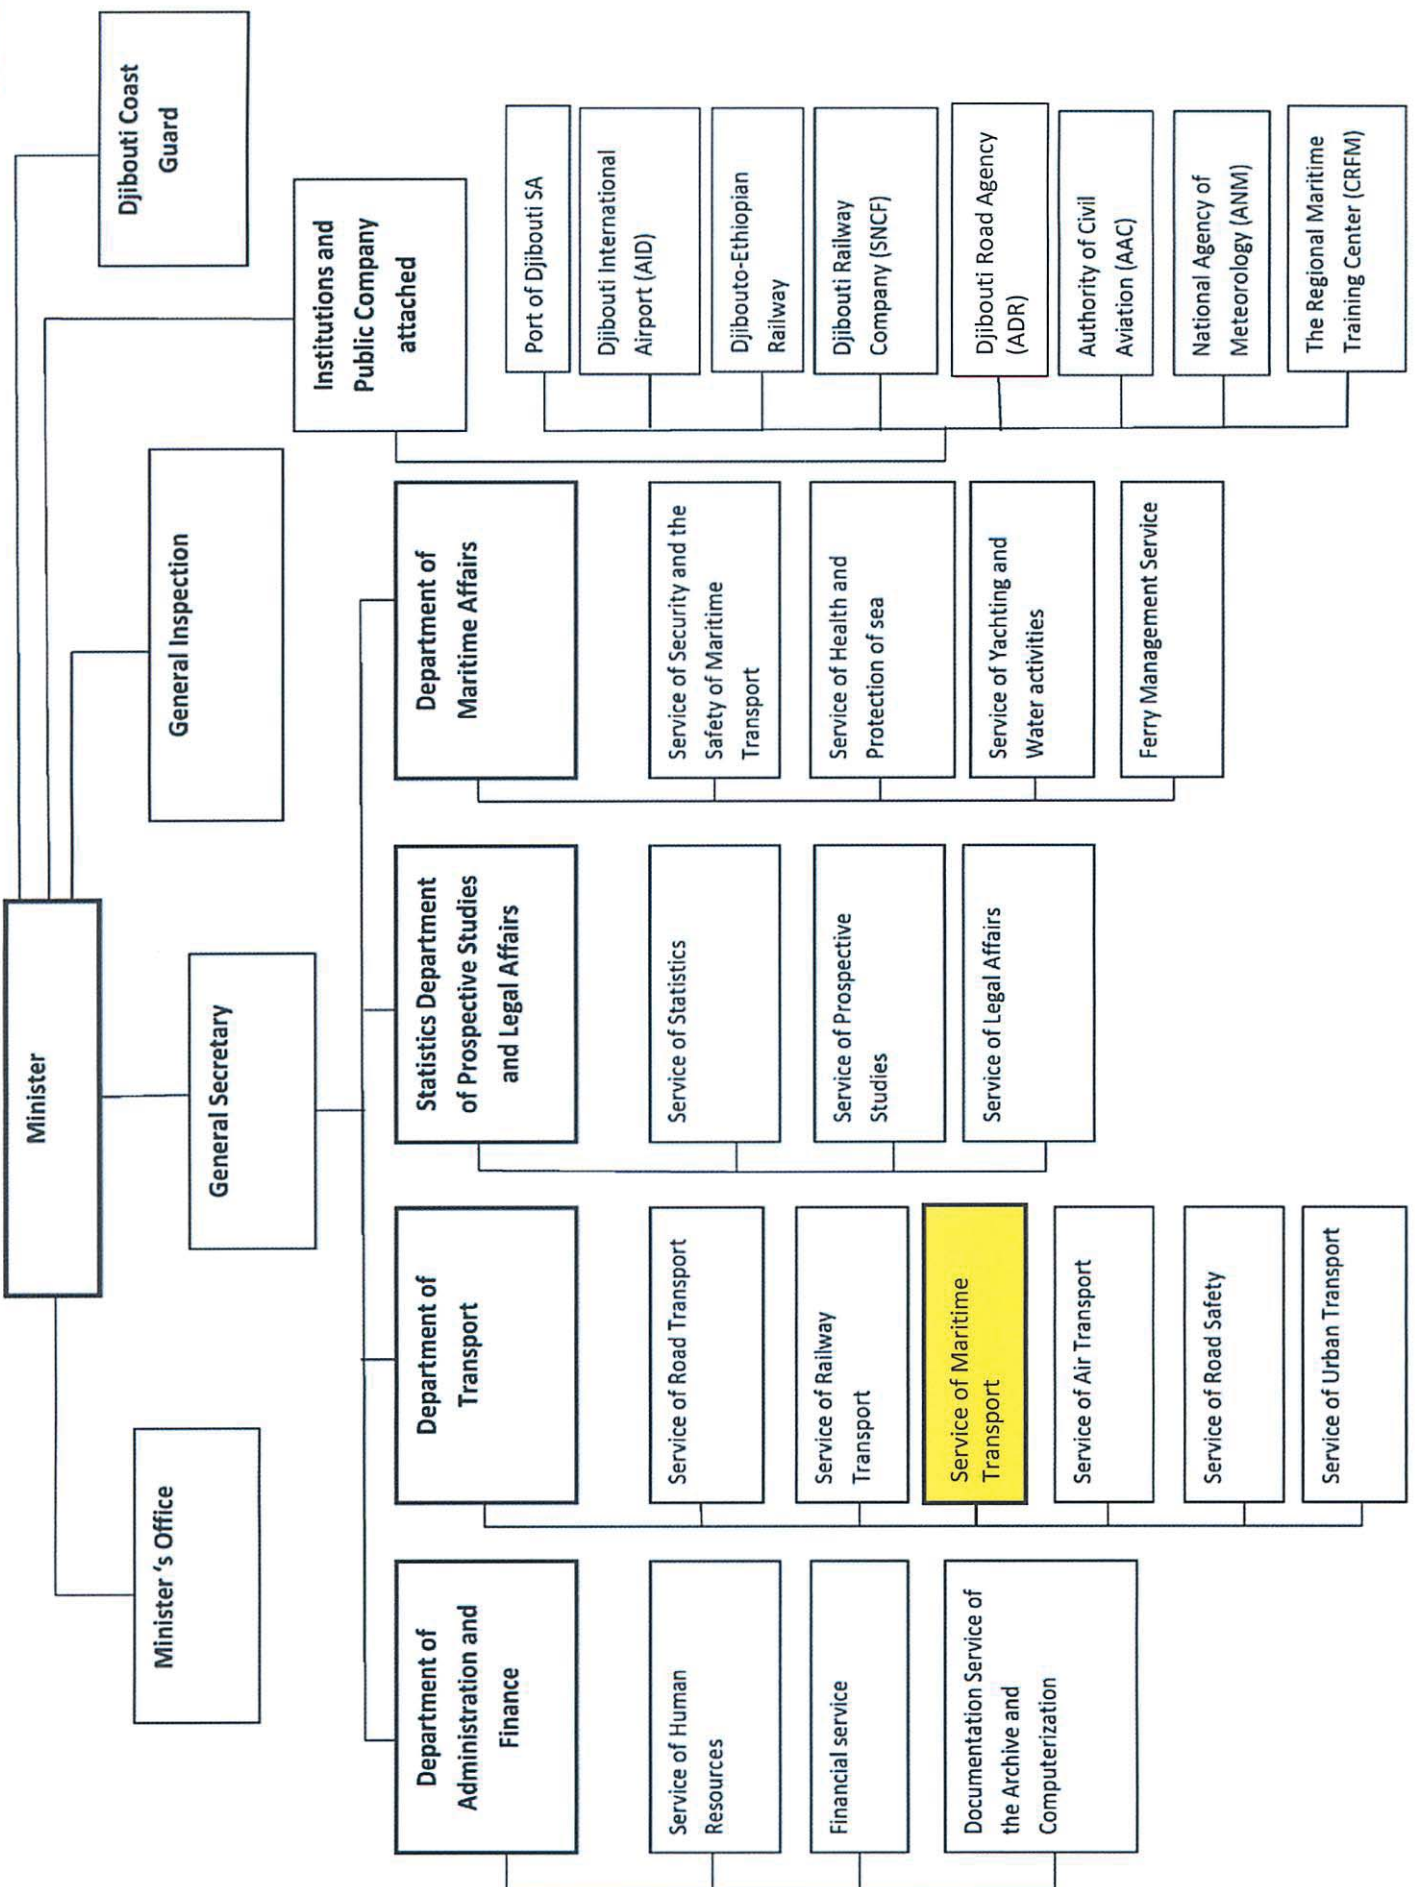 Minister
Djibouti Coast
Guard
Minister ‘s Office
General Inspection
General Secretary
Institutions and
Public Company
attached
Department of
Administration and
Finance
Service of Human
Resources
Financial service
Documentation Service of
the Archive and
Computerization
Department of
Transport
Service of Road Transport
Service of Railway
Transport
Service of Maritime
Transport
Service of Air Transport
Service of Road Safety
Service of Urban Transport
Statistics Department
of Prospective Studies
and Legal Affairs
Service of Statistics
Service of Prospective
Studies
Service of Legal Affairs
Department of
Maritime Affairs
Service of Security and the
Safety of Maritime
Transport
Service of Health and
Protection of sea
Service of Yachting and
Water activities
Ferry Management Service
Port of Djibouti SA
Djibouti International
Airport (AID)
Djibouto-Ethiopian
Railway
Djibouti Railway
Company (SNCF)
Djibouti Road Agency
(ADR)
Authority of Civil
Aviation (AAC)
National Agency of
Meteorology (ANM)
The Regional Maritime
Training Center (CRFM)